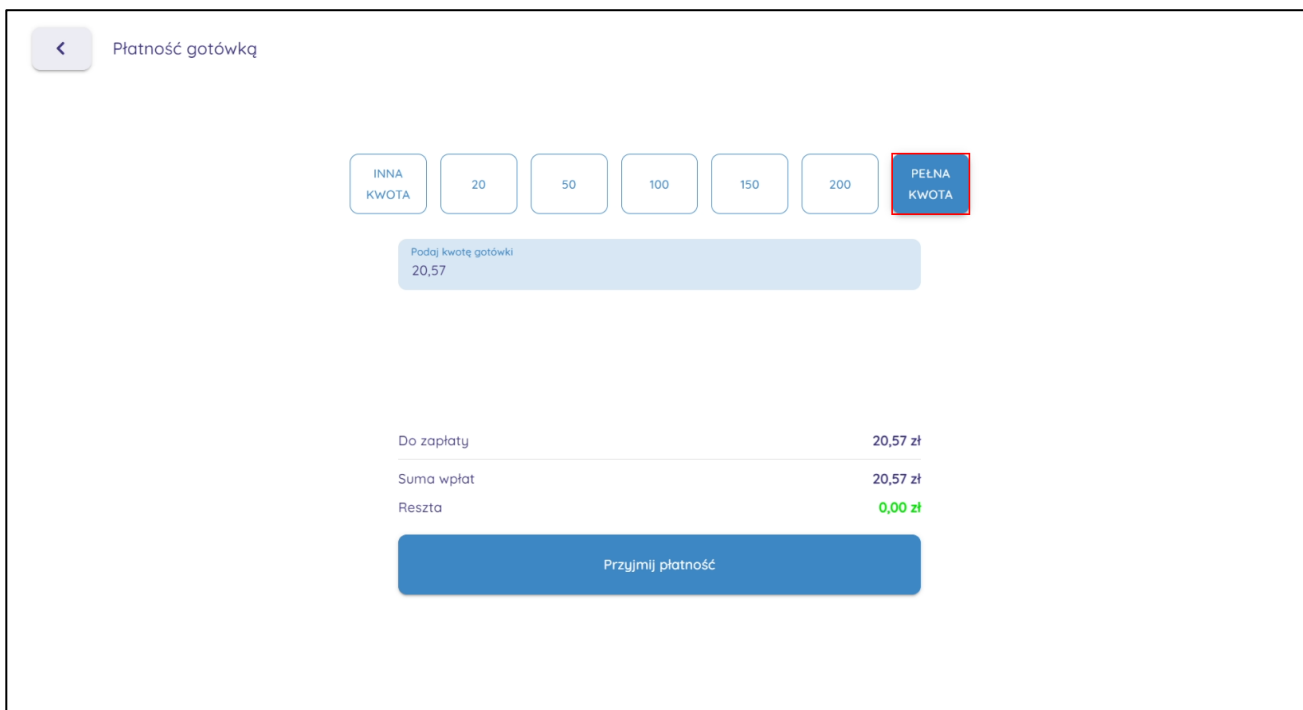 Płatność gotówką
INNA KWOTA
20
50
100
150
200
PEŁNA KWOTA
Podaj kwotę gotówki
20,57
Do zapłaty 20,57 zł
Suma wpłat 20,57 zł
Reszta 0,00 zł
Przyjmij płatność